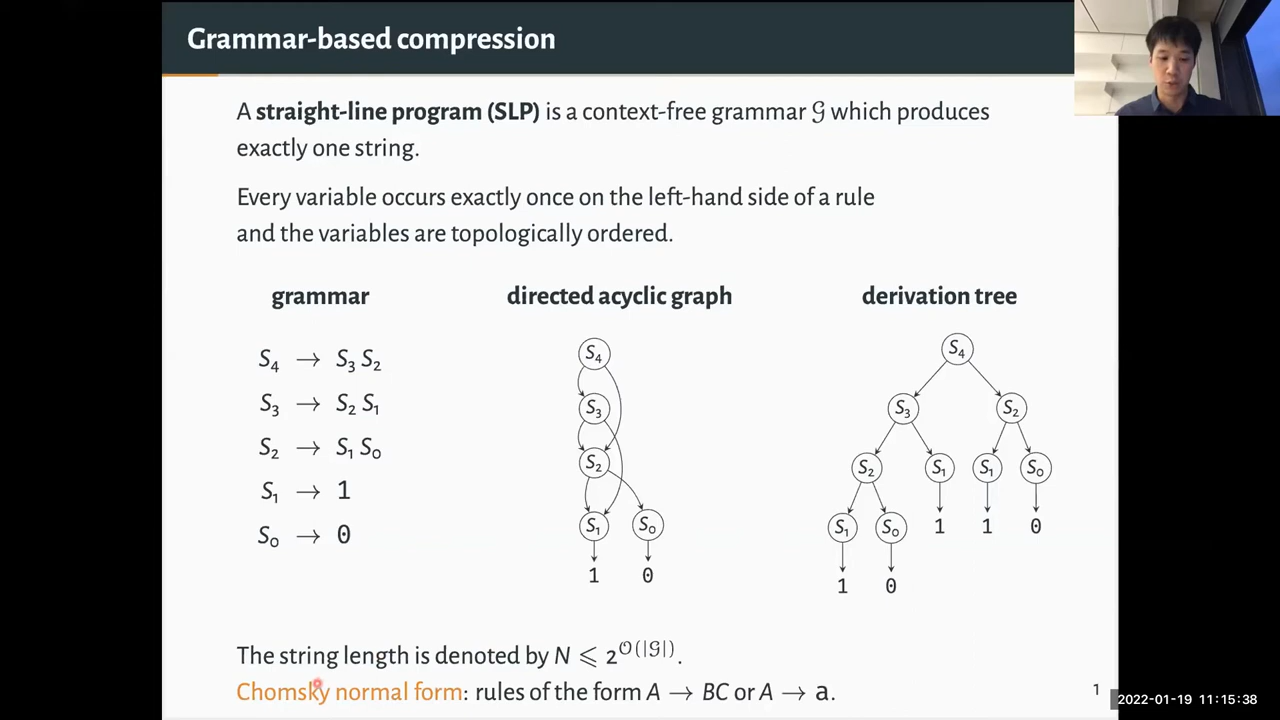 Grammar-based compression
A straight-line program (SLP) is a context-free grammar 𝒢 which produces
exactly one string.
Every variable occurs exactly once on the left-hand side of a rule
and the variables are topologically ordered.
grammar
S₄ → S₃ S₂
S₃ → S₂ S₁
S₂ → S₁ S₀
S₁ → 1
S₀ → 0
directed acyclic graph
S₄
S₃
S₂
S₁ S₀
1 0
derivation tree
S₄
S₃ S₂
S₂ S₁ S₁ S₀
S₁ S₀ 1 1 0
1 0
The string length is denoted by N ⩽ 2^𝒪(|𝒢|).
Chomsky normal form: rules of the form A → BC or A → a.
1
2022-01-19 11:15:38